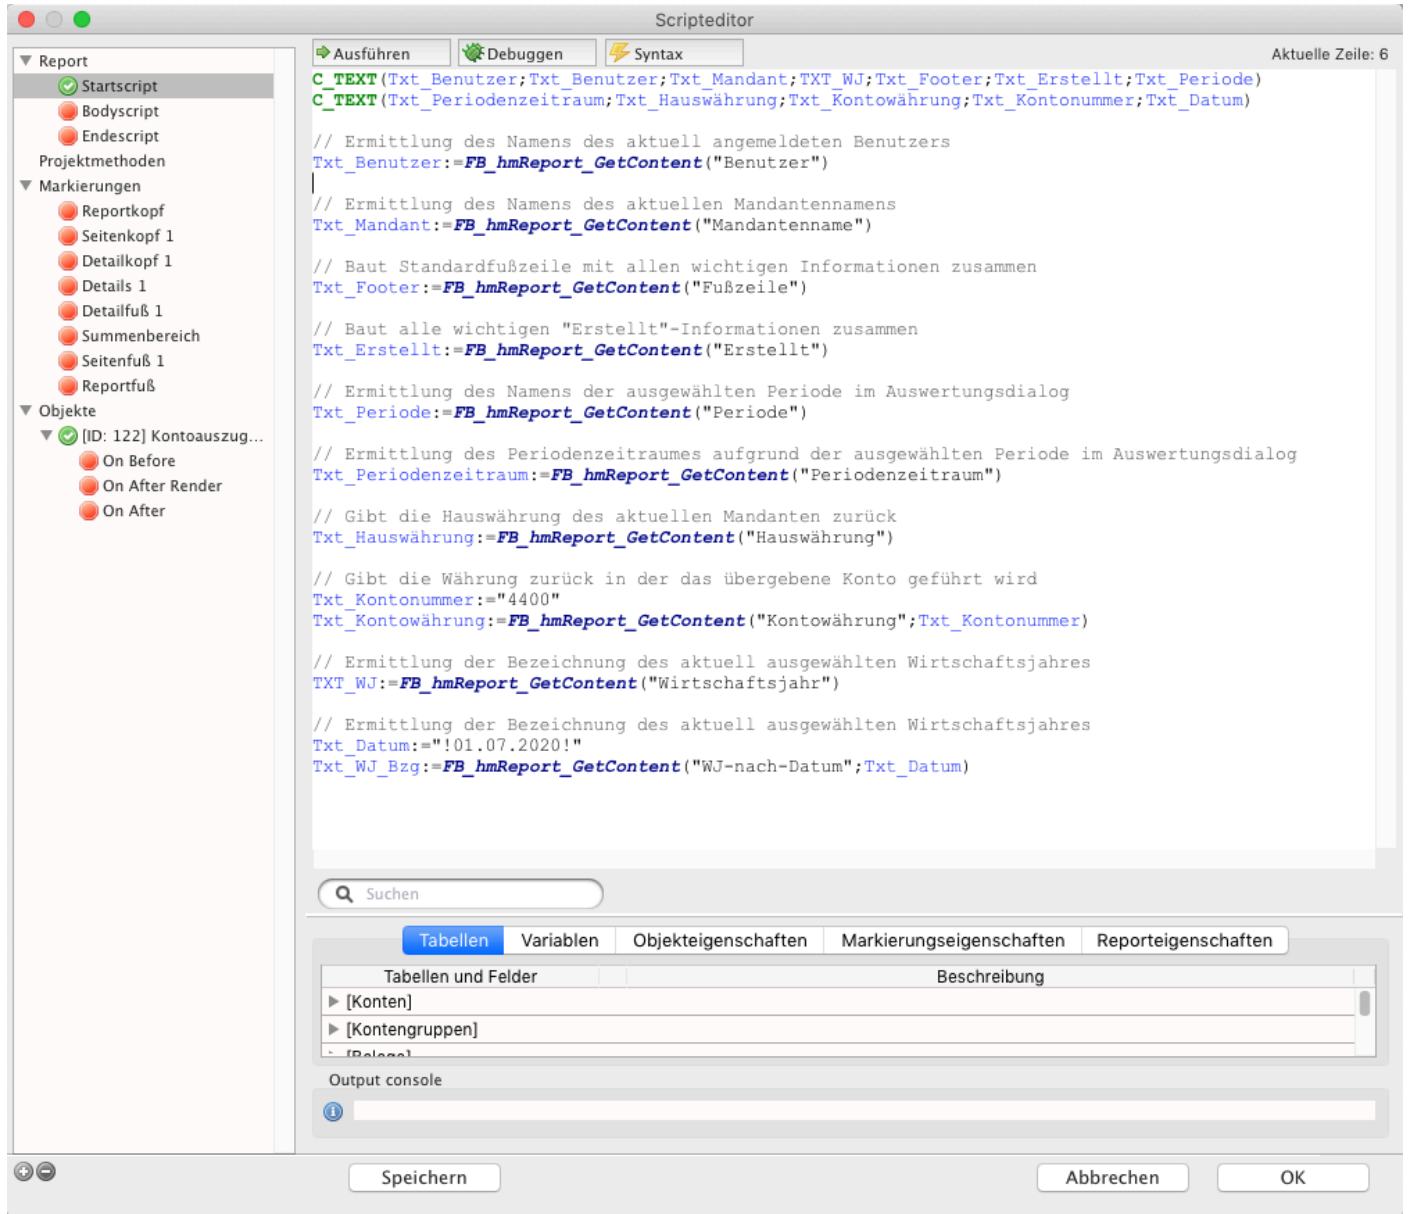 Scripteditor
Ausführen Debuggen Syntax Aktuelle Zeile: 6
Report
Startscript
Bodyscript
Endescript
Projektmethoden
Markierungen
Reportkopf
Seitenkopf 1
Detailkopf 1
Details 1
Detailfuß 1
Summenbereich
Seitenfuß 1
Reportfuß
Objekte
[ID: 122] Kontoauszug...
On Before
On After Render
On After
C_TEXT(Txt_Benutzer;Txt_Benutzer;Txt_Mandant;TXT_WJ;Txt_Footer;Txt_Erstellt;Txt_Periode)
C_TEXT(Txt_Periodenzeitraum;Txt_Hauswährung;Txt_Kontowährung;Txt_Kontonummer;Txt_Datum)
// Ermittlung des Namens des aktuell angemeldeten Benutzers
Txt_Benutzer:=FB_hmReport_GetContent("Benutzer")
// Ermittlung des Namens des aktuellen Mandantennamens
Txt_Mandant:=FB_hmReport_GetContent("Mandantenname")
// Baut Standardfußzeile mit allen wichtigen Informationen zusammen
Txt_Footer:=FB_hmReport_GetContent("Fußzeile")
// Baut alle wichtigen "Erstellt"-Informationen zusammen
Txt_Erstellt:=FB_hmReport_GetContent("Erstellt")
// Ermittlung des Namens der ausgewählten Periode im Auswertungsdialog
Txt_Periode:=FB_hmReport_GetContent("Periode")
// Ermittlung des Periodenzeitraumes aufgrund der ausgewählten Periode im Auswertungsdialog
Txt_Periodenzeitraum:=FB_hmReport_GetContent("Periodenzeitraum")
// Gibt die Hauswährung des aktuellen Mandanten zurück
Txt_Hauswährung:=FB_hmReport_GetContent("Hauswährung")
// Gibt die Währung zurück in der das übergebene Konto geführt wird
Txt_Kontonummer:="4400"
Txt_Kontowährung:=FB_hmReport_GetContent("Kontowährung";Txt_Kontonummer)
// Ermittlung der Bezeichnung des aktuell ausgewählten Wirtschaftsjahres
TXT_WJ:=FB_hmReport_GetContent("Wirtschaftsjahr")
// Ermittlung der Bezeichnung des aktuell ausgewählten Wirtschaftsjahres
Txt_Datum:="!01.07.2020!"
Txt_WJ_Bzg:=FB_hmReport_GetContent("WJ-nach-Datum";Txt_Datum)
Suchen
Tabellen Variablen Objekteigenschaften Markierungseigenschaften Reporteigenschaften
Tabellen und Felder Beschreibung
[Konten]
[Kontengruppen]
[Belege]
Output console
Speichern Abbrechen OK